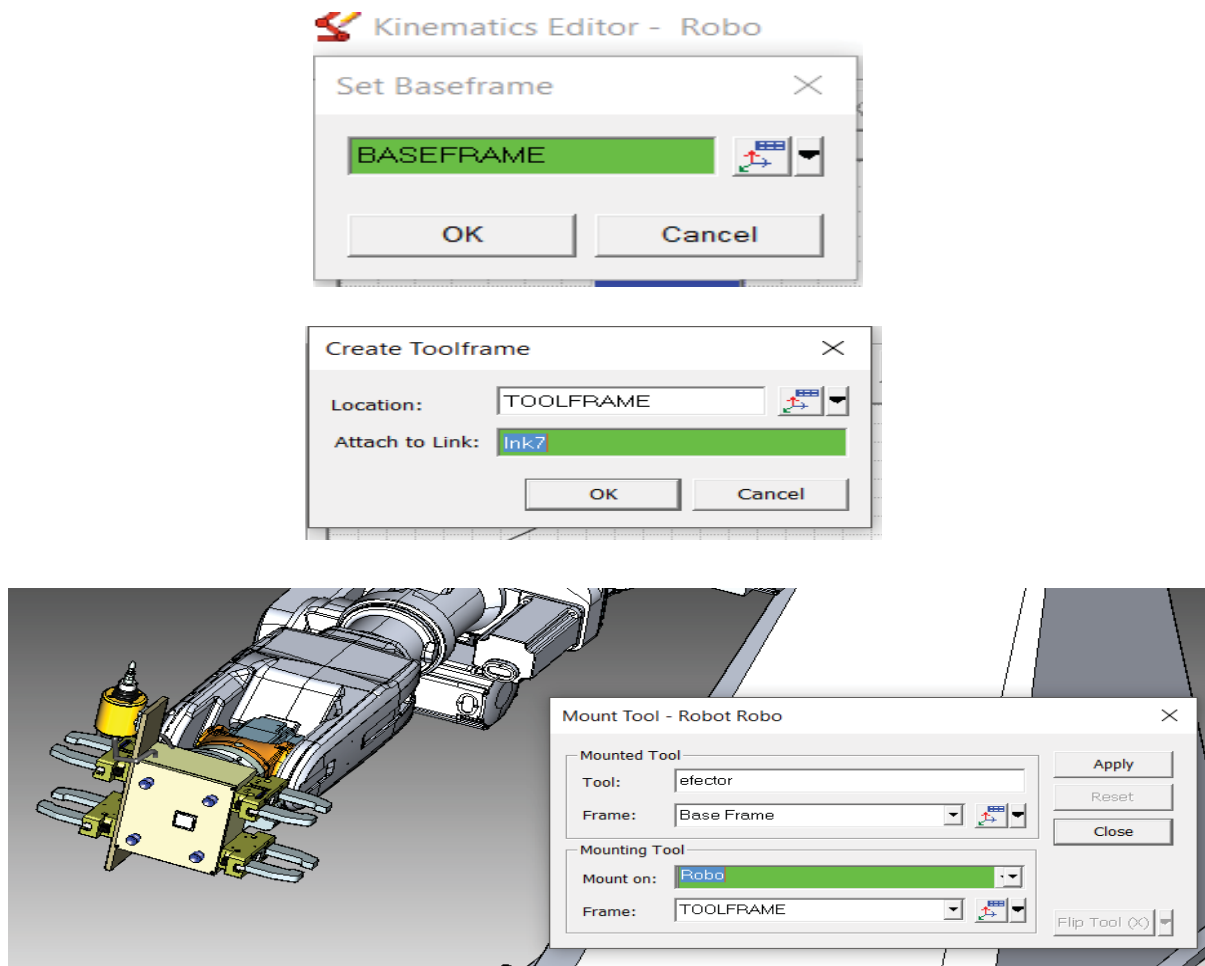 Kinematics Editor - Robo
Set Baseframe
BASEFRAME
OK Cancel
Create Toolframe
Location: TOOLFRAME
Attach to Link: lnk7
OK Cancel
Mount Tool - Robot Robo
Mounted Tool
Tool: efector
Frame: Base Frame
Mounting Tool
Mount on: Robo
Frame: TOOLFRAME
Apply
Reset
Close
Flip Tool (X)